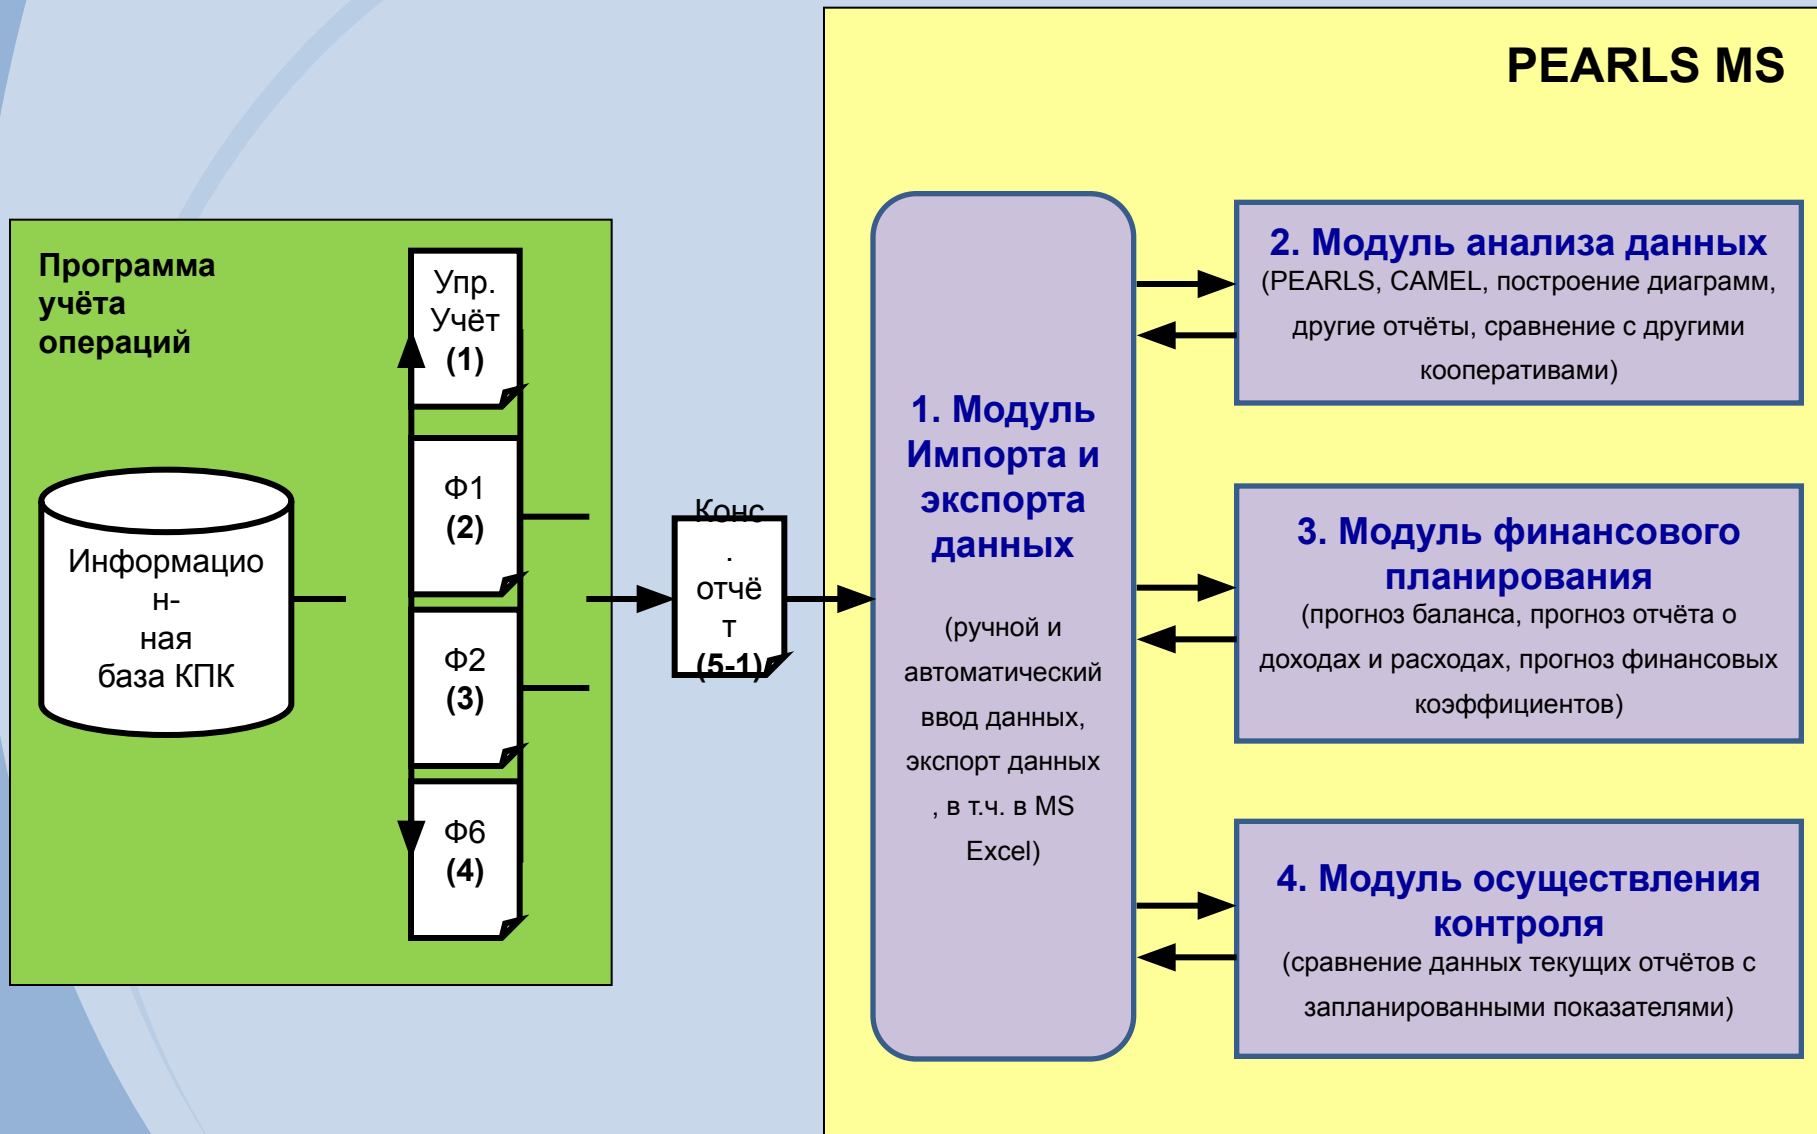 PEARLS MS
Программа
учёта
операций
Информацио
н-
ная
база КПК
Упр.
Учёт
(1)
Ф1
(2)
Ф2
(3)
Ф6
(4)
Конс
.
отчё
т
(5-1)
1. Модуль
Импорта и
экспорта
данных
(ручной и
автоматический
ввод данных,
экспорт данных
, в т.ч. в MS
Excel)
2. Модуль анализа данных
(PEARLS, CAMEL, построение диаграмм,
другие отчёты, сравнение с другими
кооперативами)
3. Модуль финансового
планирования
(прогноз баланса, прогноз отчёта о
доходах и расходах, прогноз финансовых
коэффициентов)
4. Модуль осуществления
контроля
(сравнение данных текущих отчётов с
запланированными показателями)